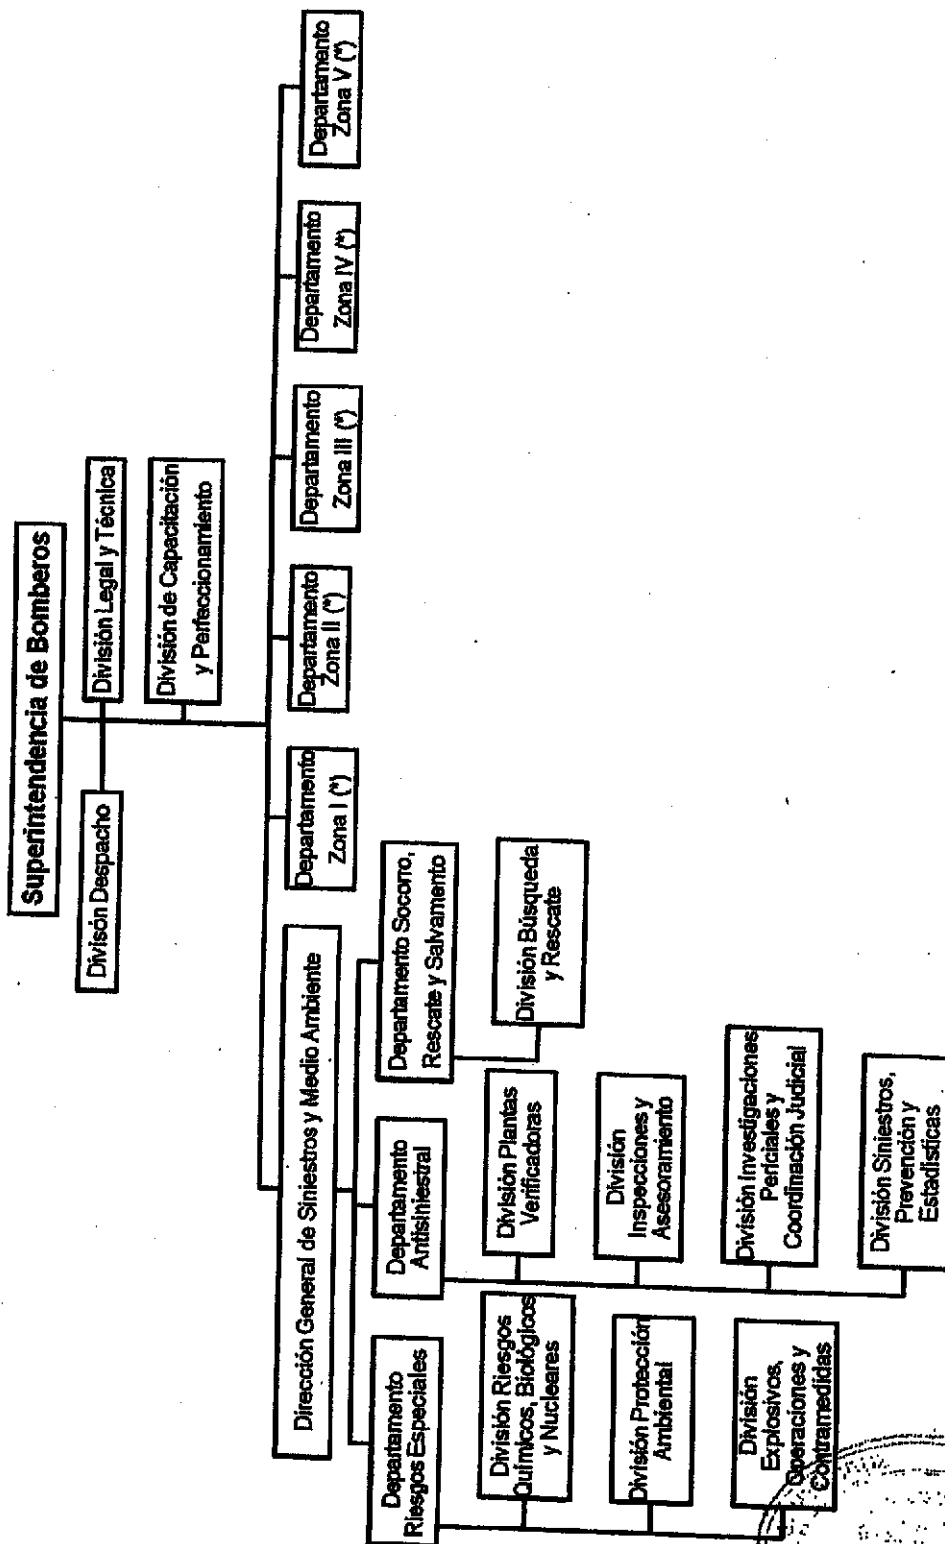 Superintendencia de Bomberos
Divisón Despacho
División Legal y Técnica
División de Capacitación
y Perfeccionamiento
Dirección General de Siniestros y Medio Ambiente
Departamento
Zona I (*)
Departamento
Zona II (*)
Departamento
Zona III (*)
Departamento
Zona IV (*)
Departamento
Zona V (*)
Departamento
Riesgos Especiales
Departamento
Antisiniestral
Departamento Socorro,
Rescate y Salvamento
División Riesgos
Químicos, Biológicos
y Nucleares
División Protección
Ambiental
División
Explosivos,
Operaciones y
Contramedidas
División Plantas
Verificadoras
División
Inspecciones y
Asesoramiento
División Investigaciones
Periciales y
Coordinación Judicial
División Siniestros,
Prevención y
Estadísticas
División Búsqueda
y Rescate